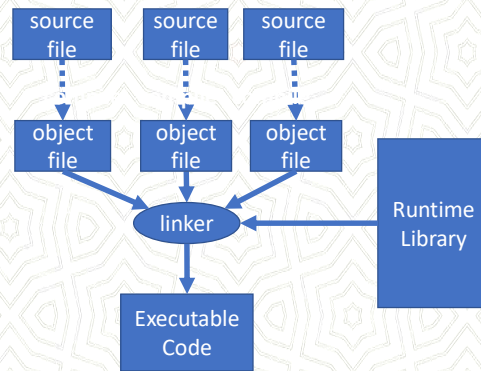 source
file
source
file
source
file
object
file
object
file
object
file
linker
Runtime
Library
Executable
Code